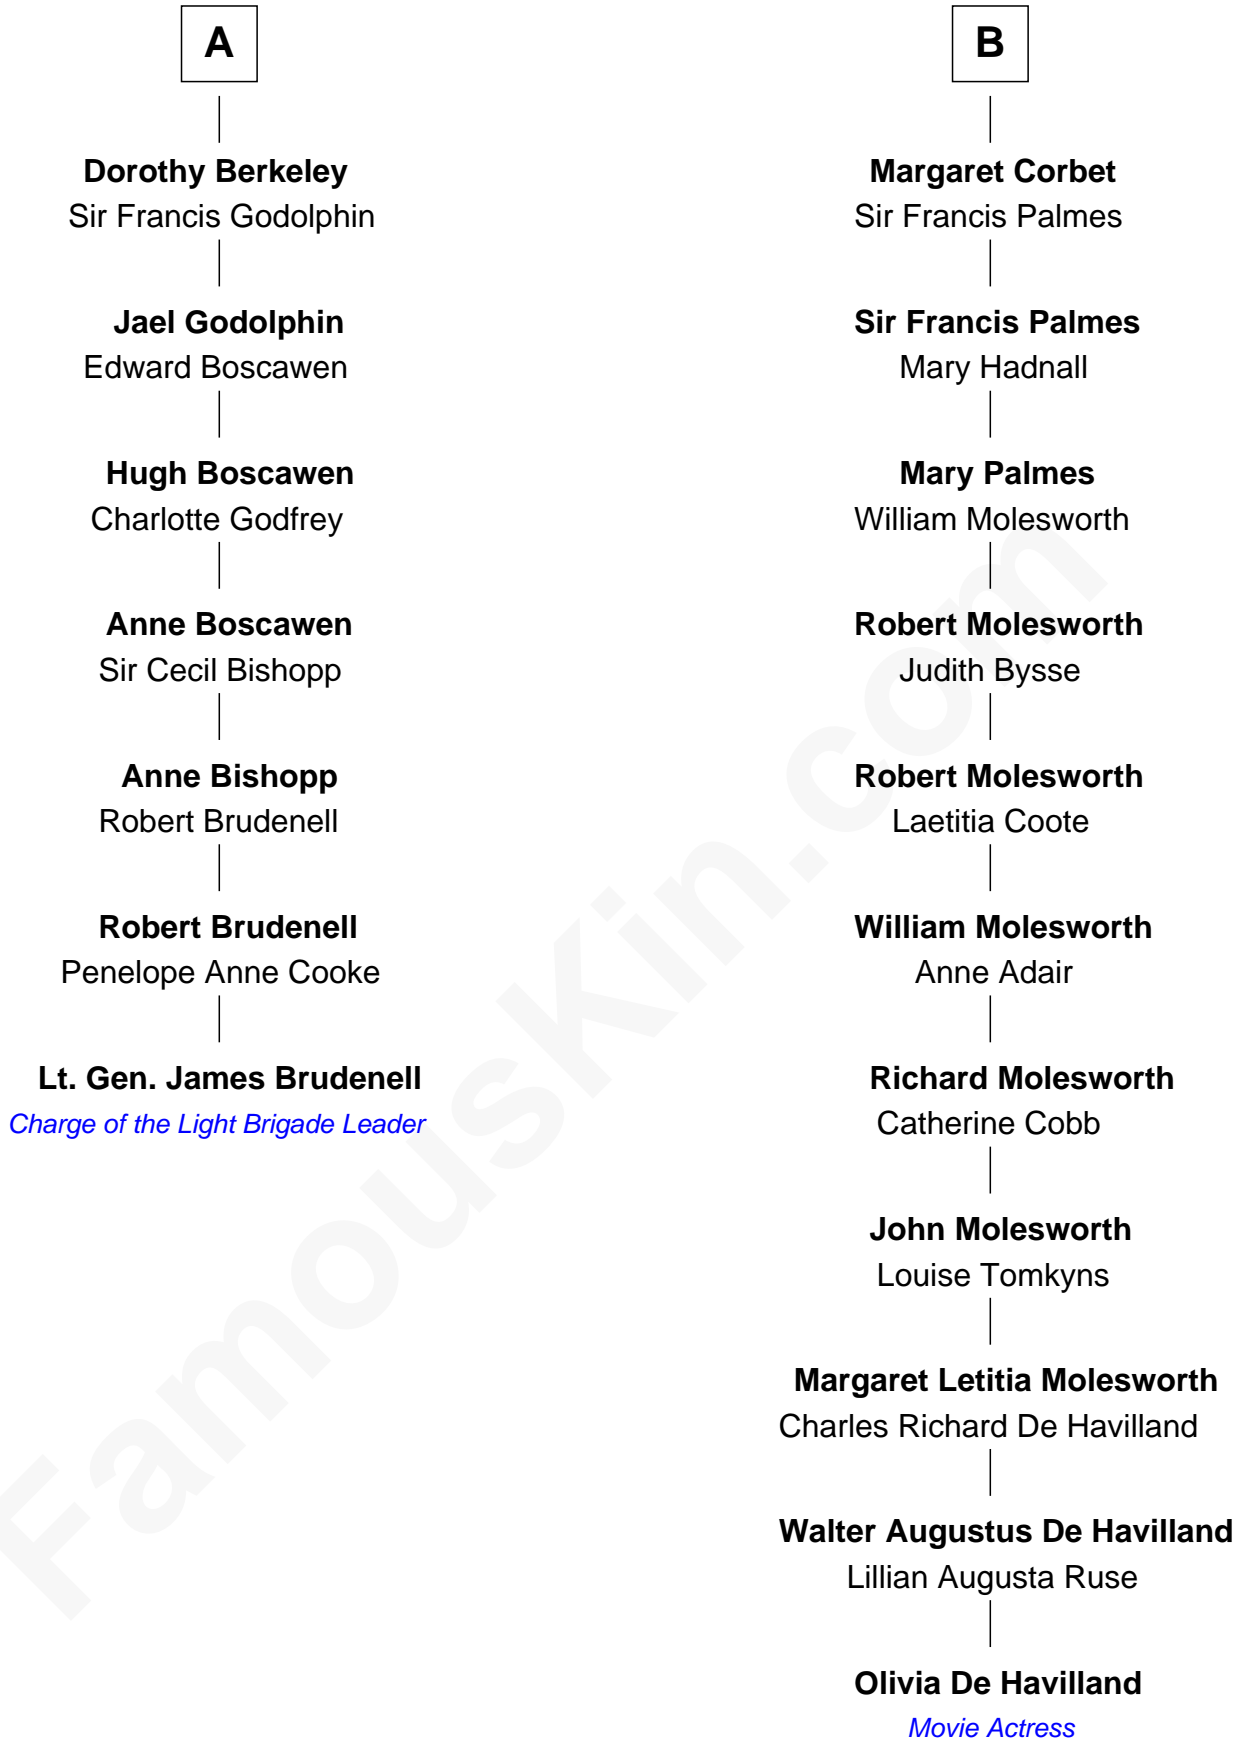 A
Dorothy Berkeley
Sir Francis Godolphin
Jael Godolphin
Edward Boscawen
Hugh Boscawen
Charlotte Godfrey
Anne Boscawen
Sir Cecil Bishopp
Anne Bishopp
Robert Brudenell
Robert Brudenell
Penelope Anne Cooke
Lt. Gen. James Brudenell
Charge of the Light Brigade Leader
B
Margaret Corbet
Sir Francis Palmes
Sir Francis Palmes
Mary Hadnall
Mary Palmes
William Molesworth
Robert Molesworth
Judith Bysse
Robert Molesworth
Laetitia Coote
William Molesworth
Anne Adair
Richard Molesworth
Catherine Cobb
John Molesworth
Louise Tomkyns
Margaret Letitia Molesworth
Charles Richard De Havilland
Walter Augustus De Havilland
Lillian Augusta Ruse
Olivia De Havilland
Movie Actress
FamousKin.com